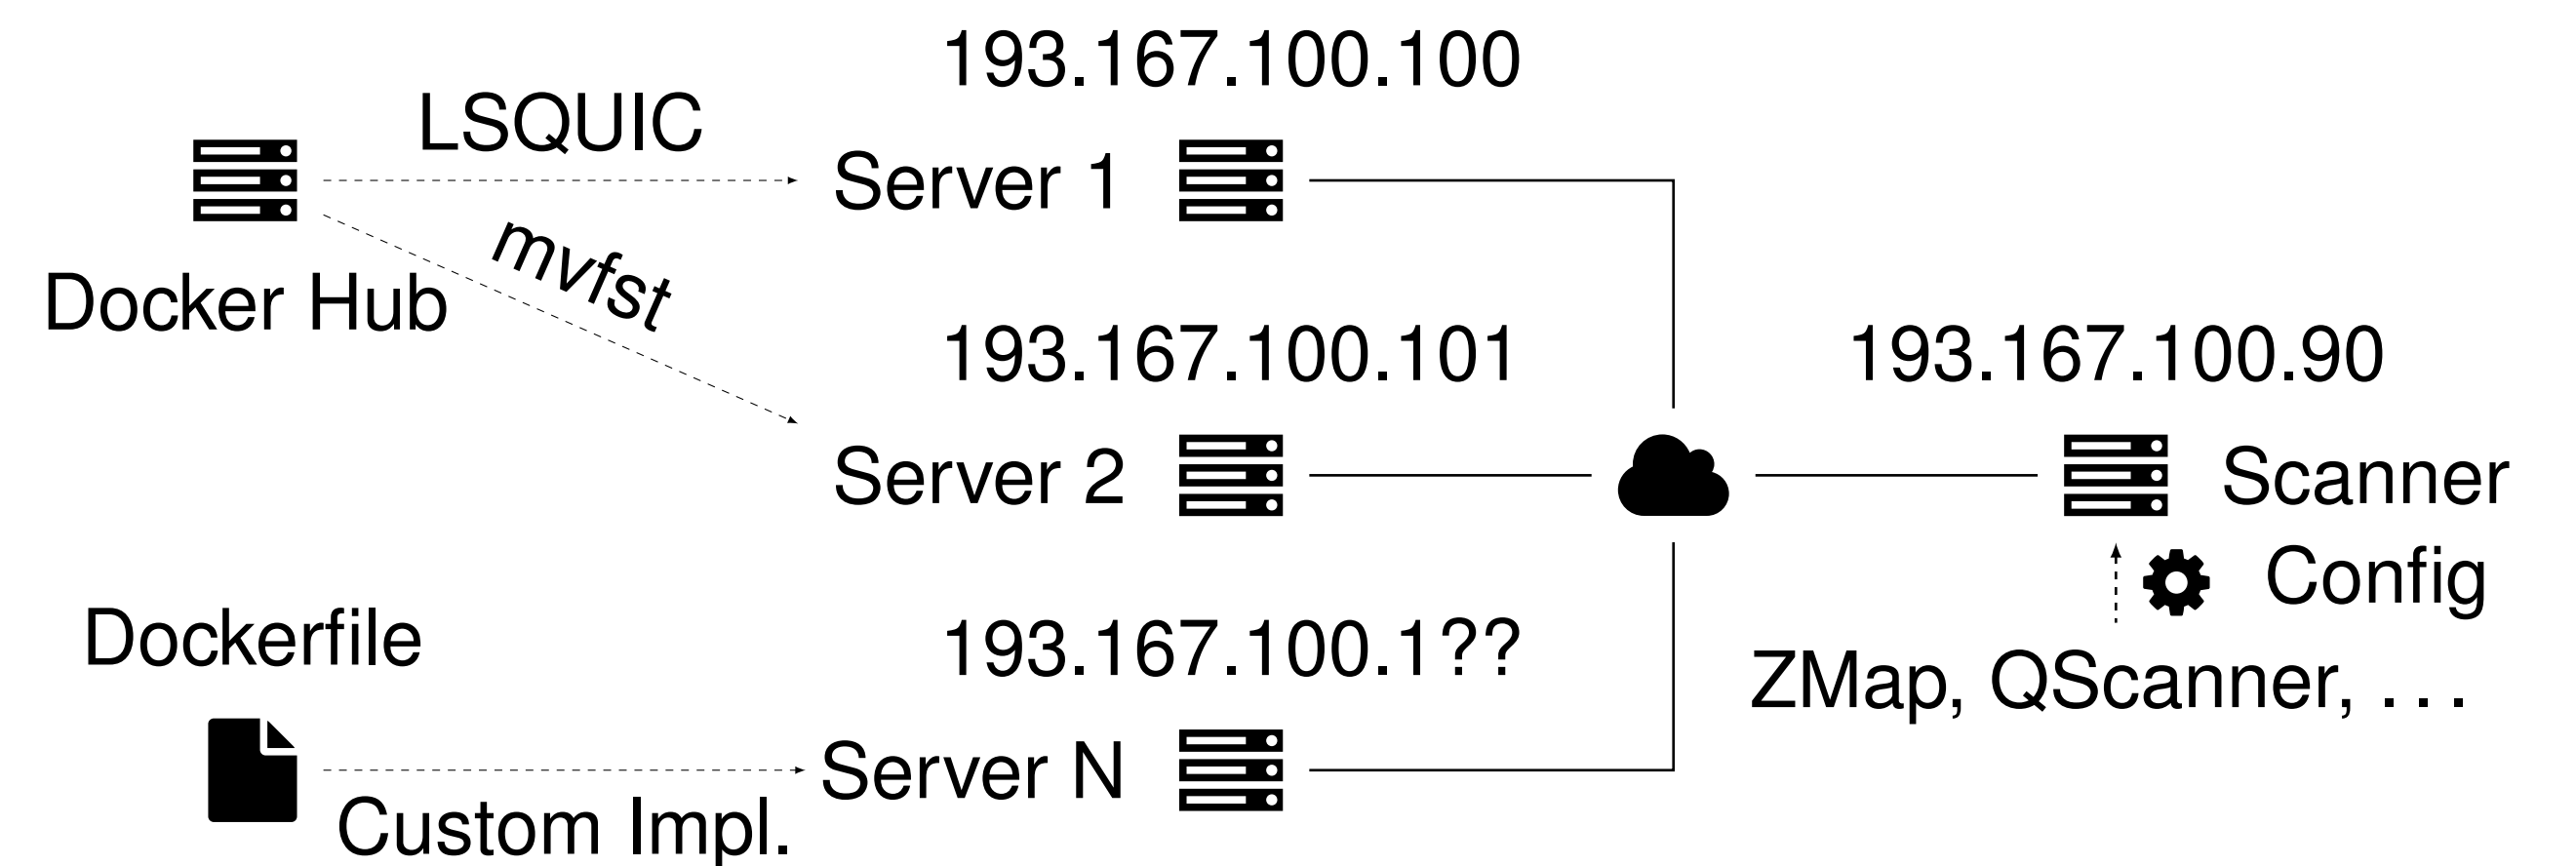 193.167.100.100
LSQUIC
Server 1
Docker Hub
mvfst
193.167.100.101
193.167.100.90
Server 2
Scanner
Config
Dockerfile
193.167.100.1??
ZMap, QScanner, ...
Server N
Custom Impl.